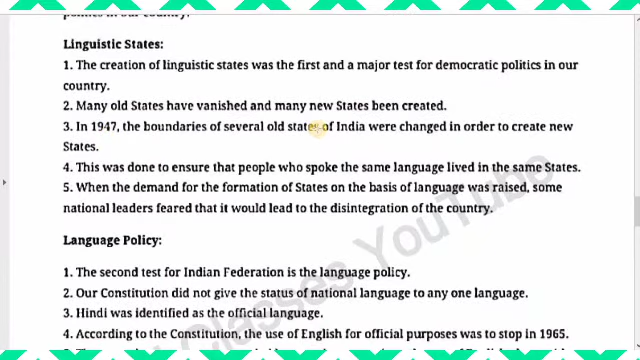 Linguistic States:
1. The creation of linguistic states was the first and a major test for democratic politics in our
country.
2. Many old States have vanished and many new States been created.
3. In 1947, the boundaries of several old states of India were changed in order to create new
States.
4. This was done to ensure that people who spoke the same language lived in the same States.
5. When the demand for the formation of States on the basis of language was raised, some
national leaders feared that it would lead to the disintegration of the country.
Language Policy:
1. The second test for Indian Federation is the language policy.
2. Our Constitution did not give the status of national language to any one language.
3. Hindi was identified as the official language.
4. According to the Constitution, the use of English for official purposes was to stop in 1965.
Classes YouTube